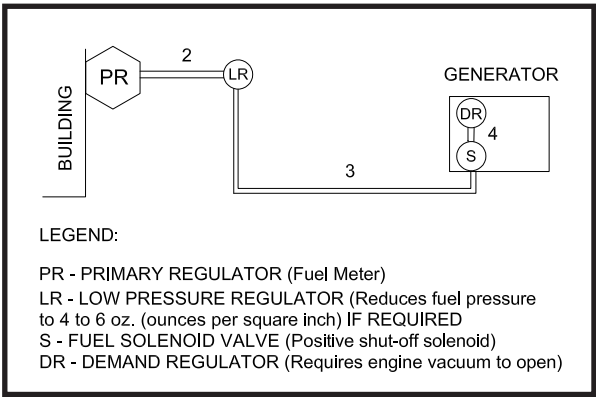 2
PR
LR
BUILDING
GENERATOR
DR
4
S
3
LEGEND:
PR - PRIMARY REGULATOR (Fuel Meter)
LR - LOW PRESSURE REGULATOR (Reduces fuel pressure
to 4 to 6 oz. (ounces per square inch) IF REQUIRED
S - FUEL SOLENOID VALVE (Positive shut-off solenoid)
DR - DEMAND REGULATOR (Requires engine vacuum to open)